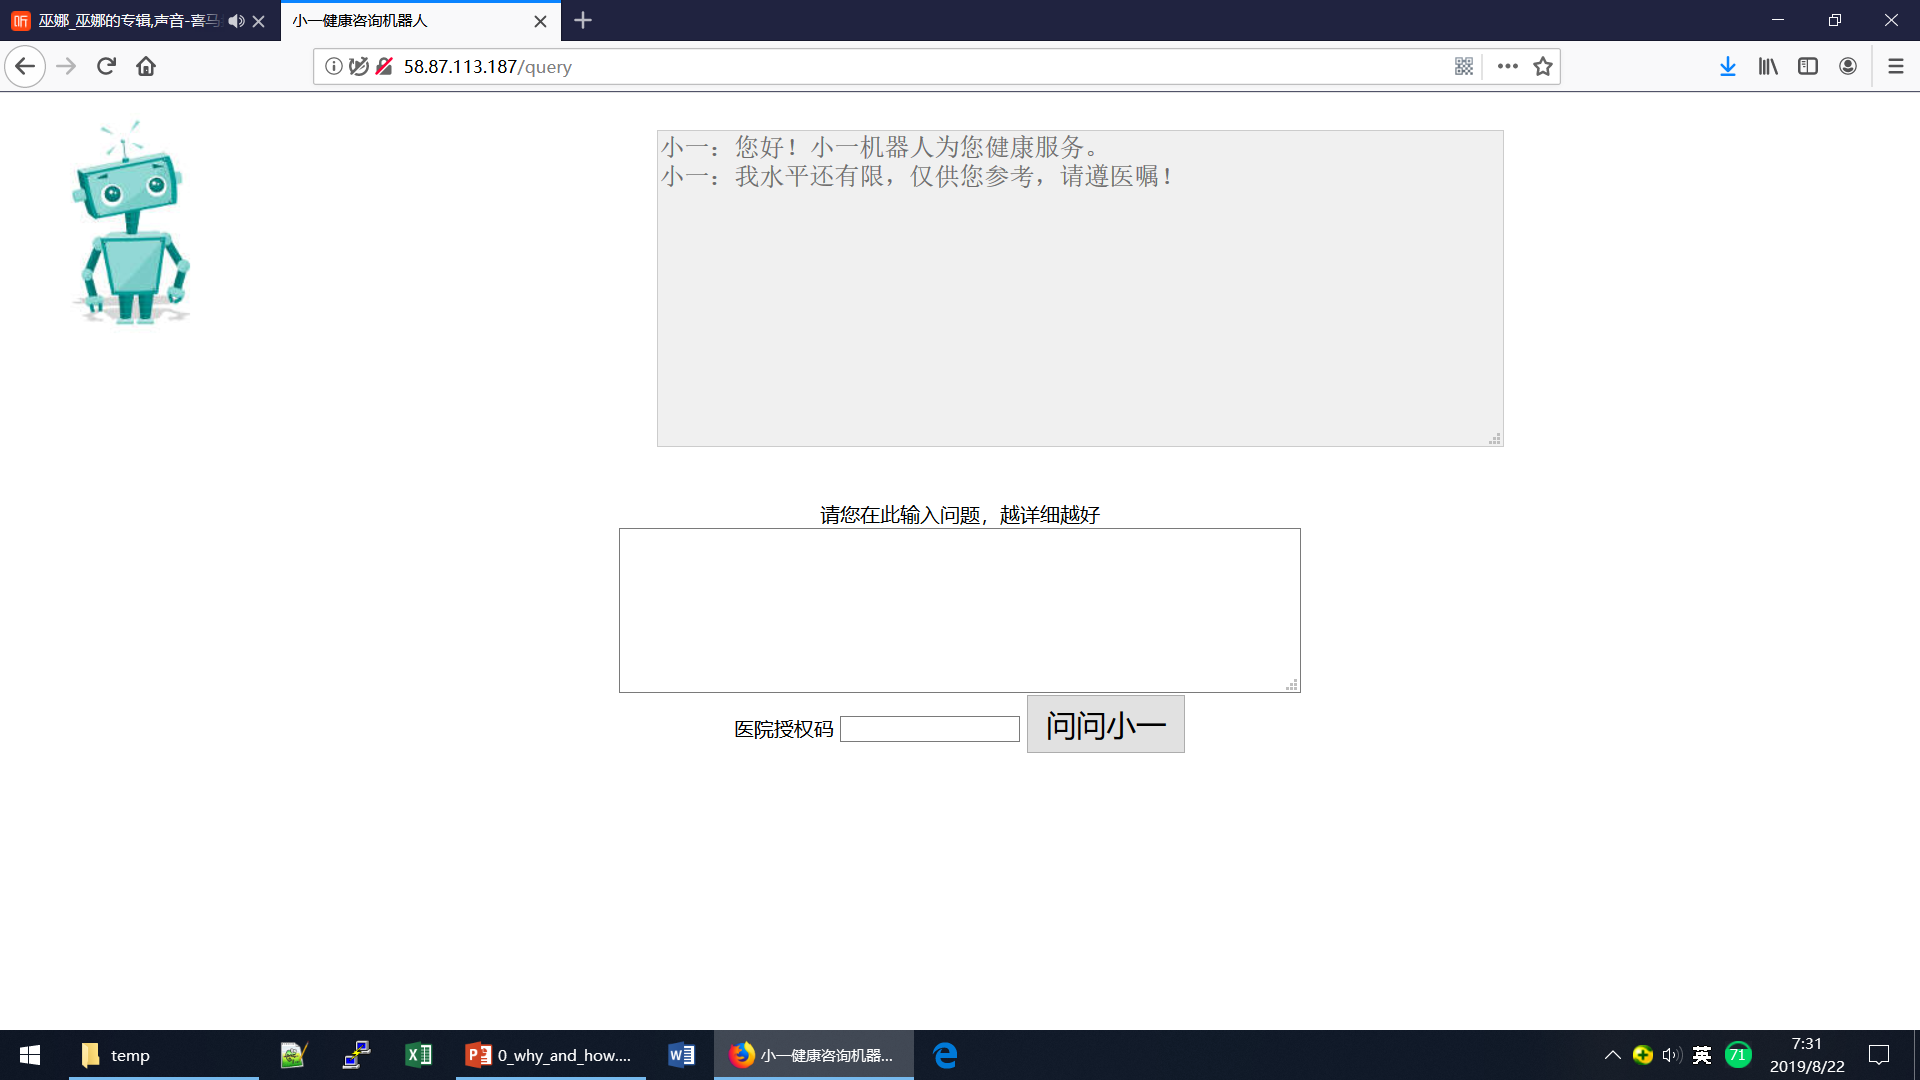 巫娜_巫娜的专辑,声音-喜马
小一健康咨询机器人
58.87.113.187/query
小一：您好！小一机器人为您健康服务。
小一：我水平还有限，仅供您参考，请遵医嘱！
请您在此输入问题，越详细越好
医院授权码
问问小一
temp
0_why_and_how....
小一健康咨询机器...
英
71
7:31
2019/8/22